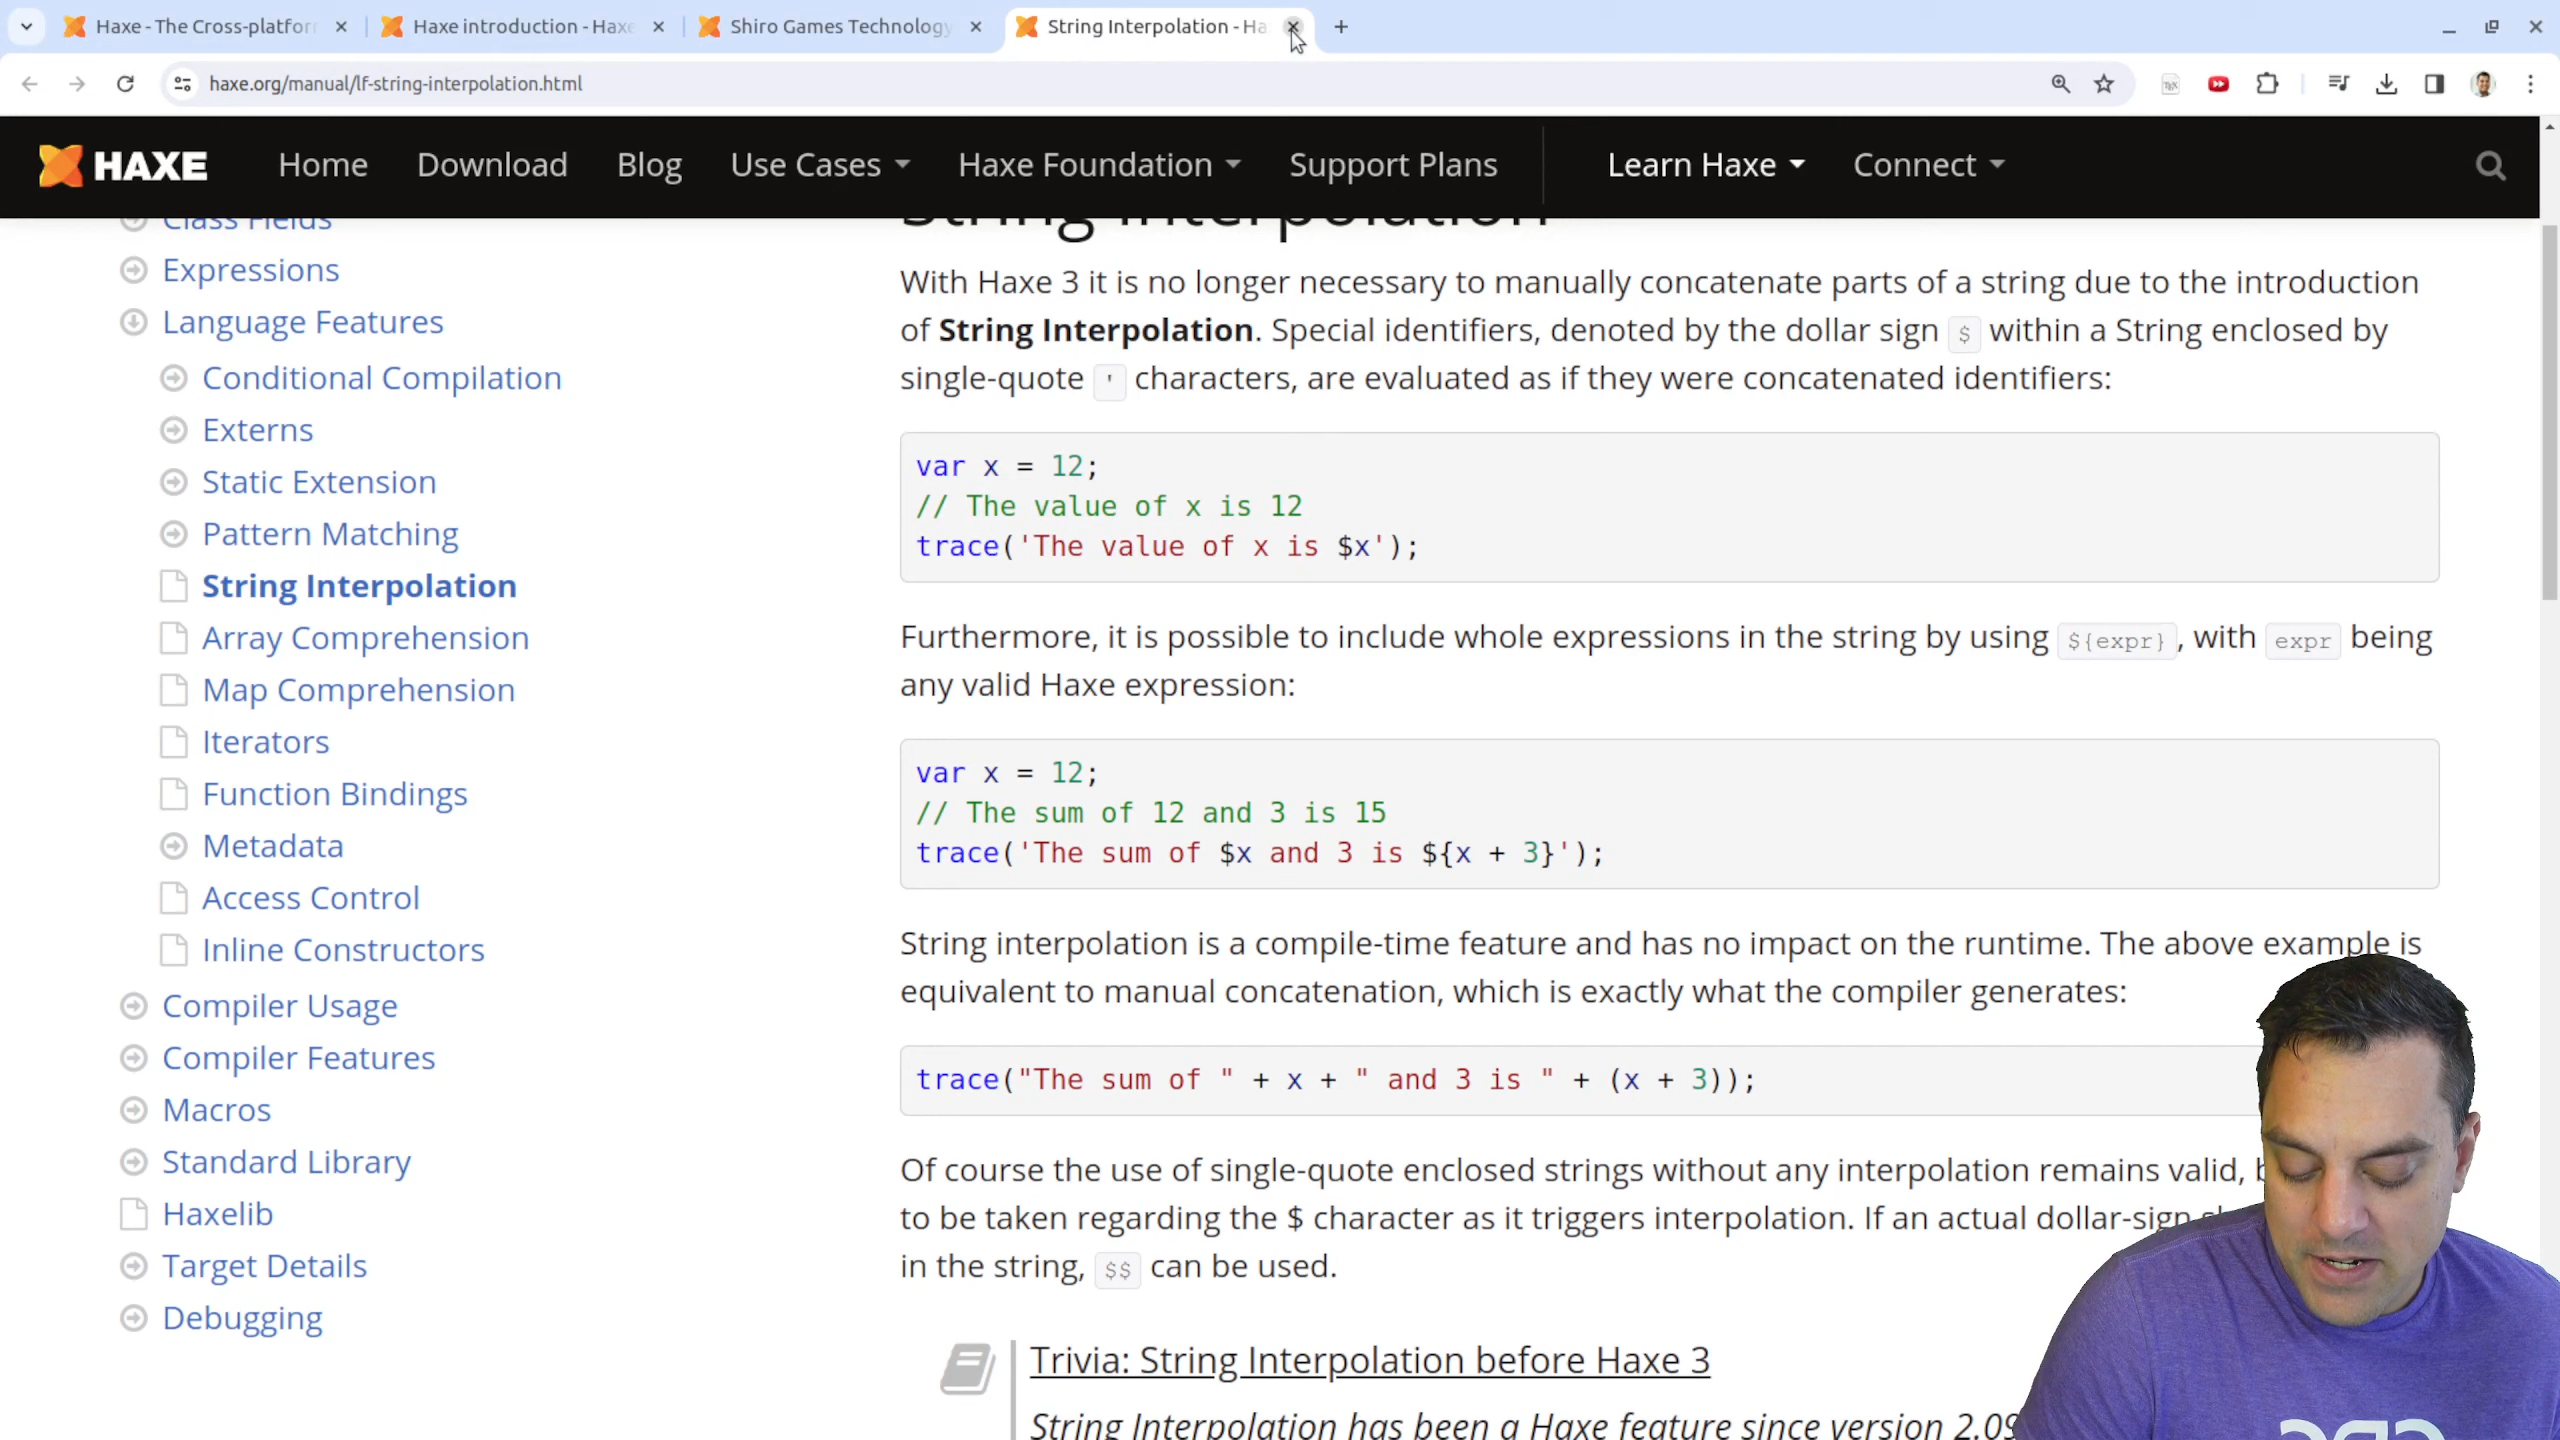 Haxe - The Cross-platfor
Haxe introduction - Haxe
Shiro Games Technology
String Interpolation - Ha
haxe.org/manual/lf-string-interpolation.html
HAXE
Home
Download
Blog
Use Cases
Haxe Foundation
Support Plans
Learn Haxe
Connect
Class Fields
Expressions
Language Features
Conditional Compilation
Externs
Static Extension
Pattern Matching
String Interpolation
Array Comprehension
Map Comprehension
Iterators
Function Bindings
Metadata
Access Control
Inline Constructors
Compiler Usage
Compiler Features
Macros
Standard Library
Haxelib
Target Details
Debugging
String Interpolation
With Haxe 3 it is no longer necessary to manually concatenate parts of a string due to the introduction
of String Interpolation. Special identifiers, denoted by the dollar sign $ within a String enclosed by
single-quote ' characters, are evaluated as if they were concatenated identifiers:
var x = 12;
// The value of x is 12
trace('The value of x is $x');
Furthermore, it is possible to include whole expressions in the string by using ${expr}, with expr being
any valid Haxe expression:
var x = 12;
// The sum of 12 and 3 is 15
trace('The sum of $x and 3 is ${x + 3}');
String interpolation is a compile-time feature and has no impact on the runtime. The above example is
equivalent to manual concatenation, which is exactly what the compiler generates:
trace("The sum of " + x + " and 3 is " + (x + 3));
Of course the use of single-quote enclosed strings without any interpolation remains valid,
to be taken regarding the $ character as it triggers interpolation. If an actual dollar-sign
in the string, $$ can be used.
Trivia: String Interpolation before Haxe 3
String Interpolation has been a Haxe feature since version 2.09